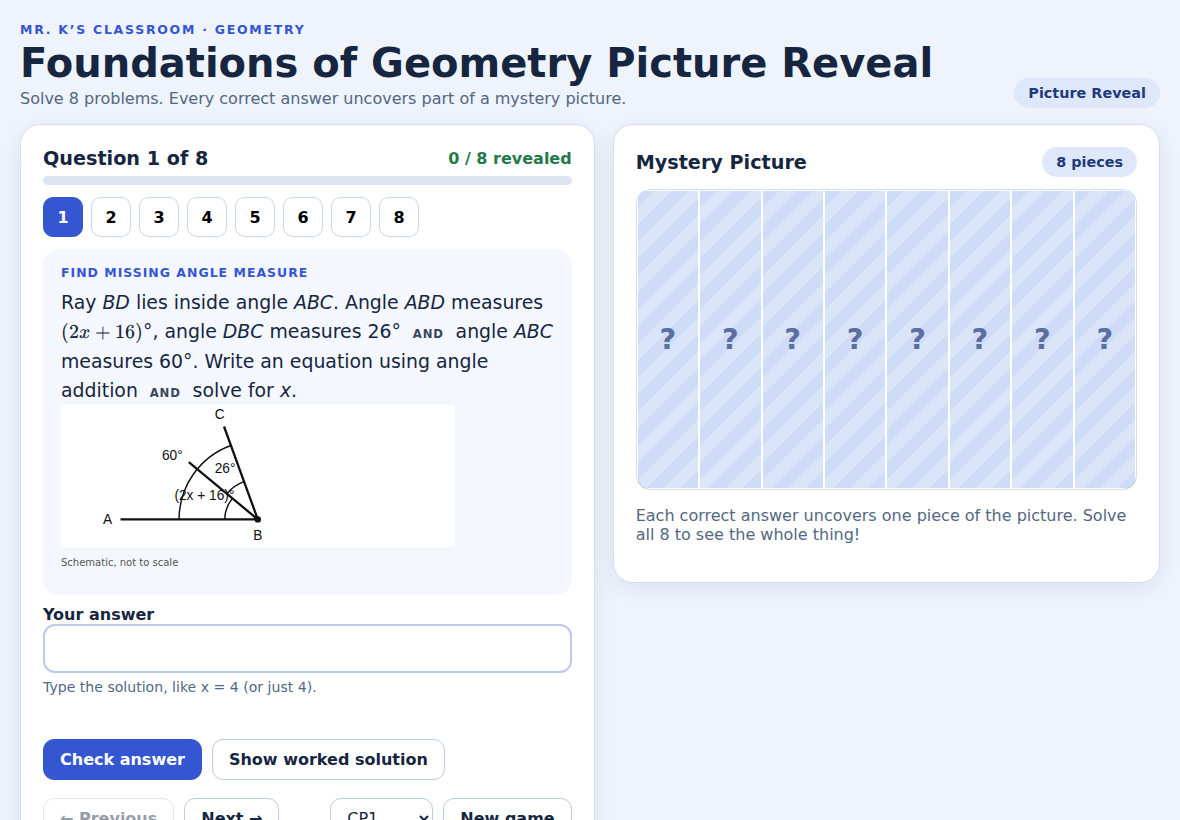 MR. K’S CLASSROOM · GEOMETRY
Foundations of Geometry Picture Reveal
Solve 8 problems. Every correct answer uncovers part of a mystery picture.
Picture Reveal
Question 1 of 8
0 / 8 revealed
1 2 3 4 5 6 7 8
FIND MISSING ANGLE MEASURE
Ray BD lies inside angle ABC. Angle ABD measures
(2x + 16)°, angle DBC measures 26° AND angle ABC
measures 60°. Write an equation using angle
addition AND solve for x.
C
60°
26°
(2x + 16)°
A
B
Schematic, not to scale
Your answer
Type the solution, like x = 4 (or just 4).
Check answer
Show worked solution
← Previous
Next →
CP1
New game
Mystery Picture
8 pieces
? ? ? ? ? ? ? ?
Each correct answer uncovers one piece of the picture. Solve
all 8 to see the whole thing!